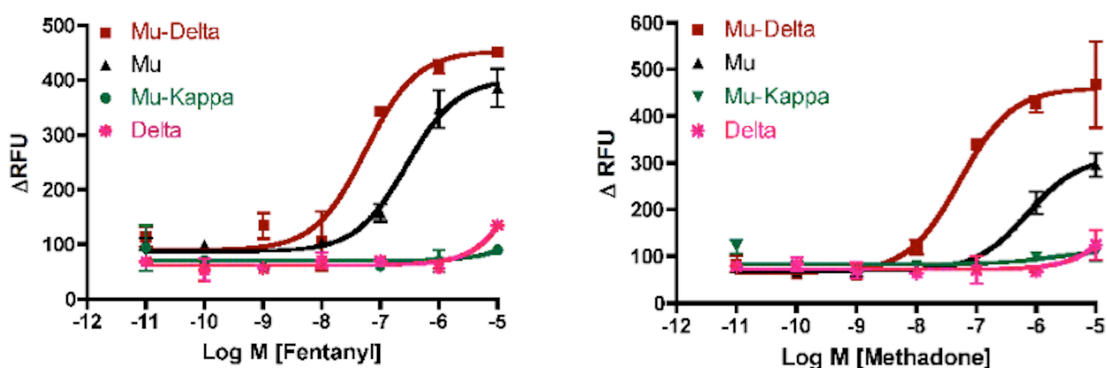 500
400
300
200
100
0
ΔRFU
Mu-Delta
Mu
Mu-Kappa
Delta
-12 -11 -10 -9 -8 -7 -6 -5
Log M [Fentanyl]
600
500
400
300
200
100
0
Δ RFU
Mu-Delta
Mu
Mu-Kappa
Delta
-12 -11 -10 -9 -8 -7 -6 -5
Log M [Methadone]